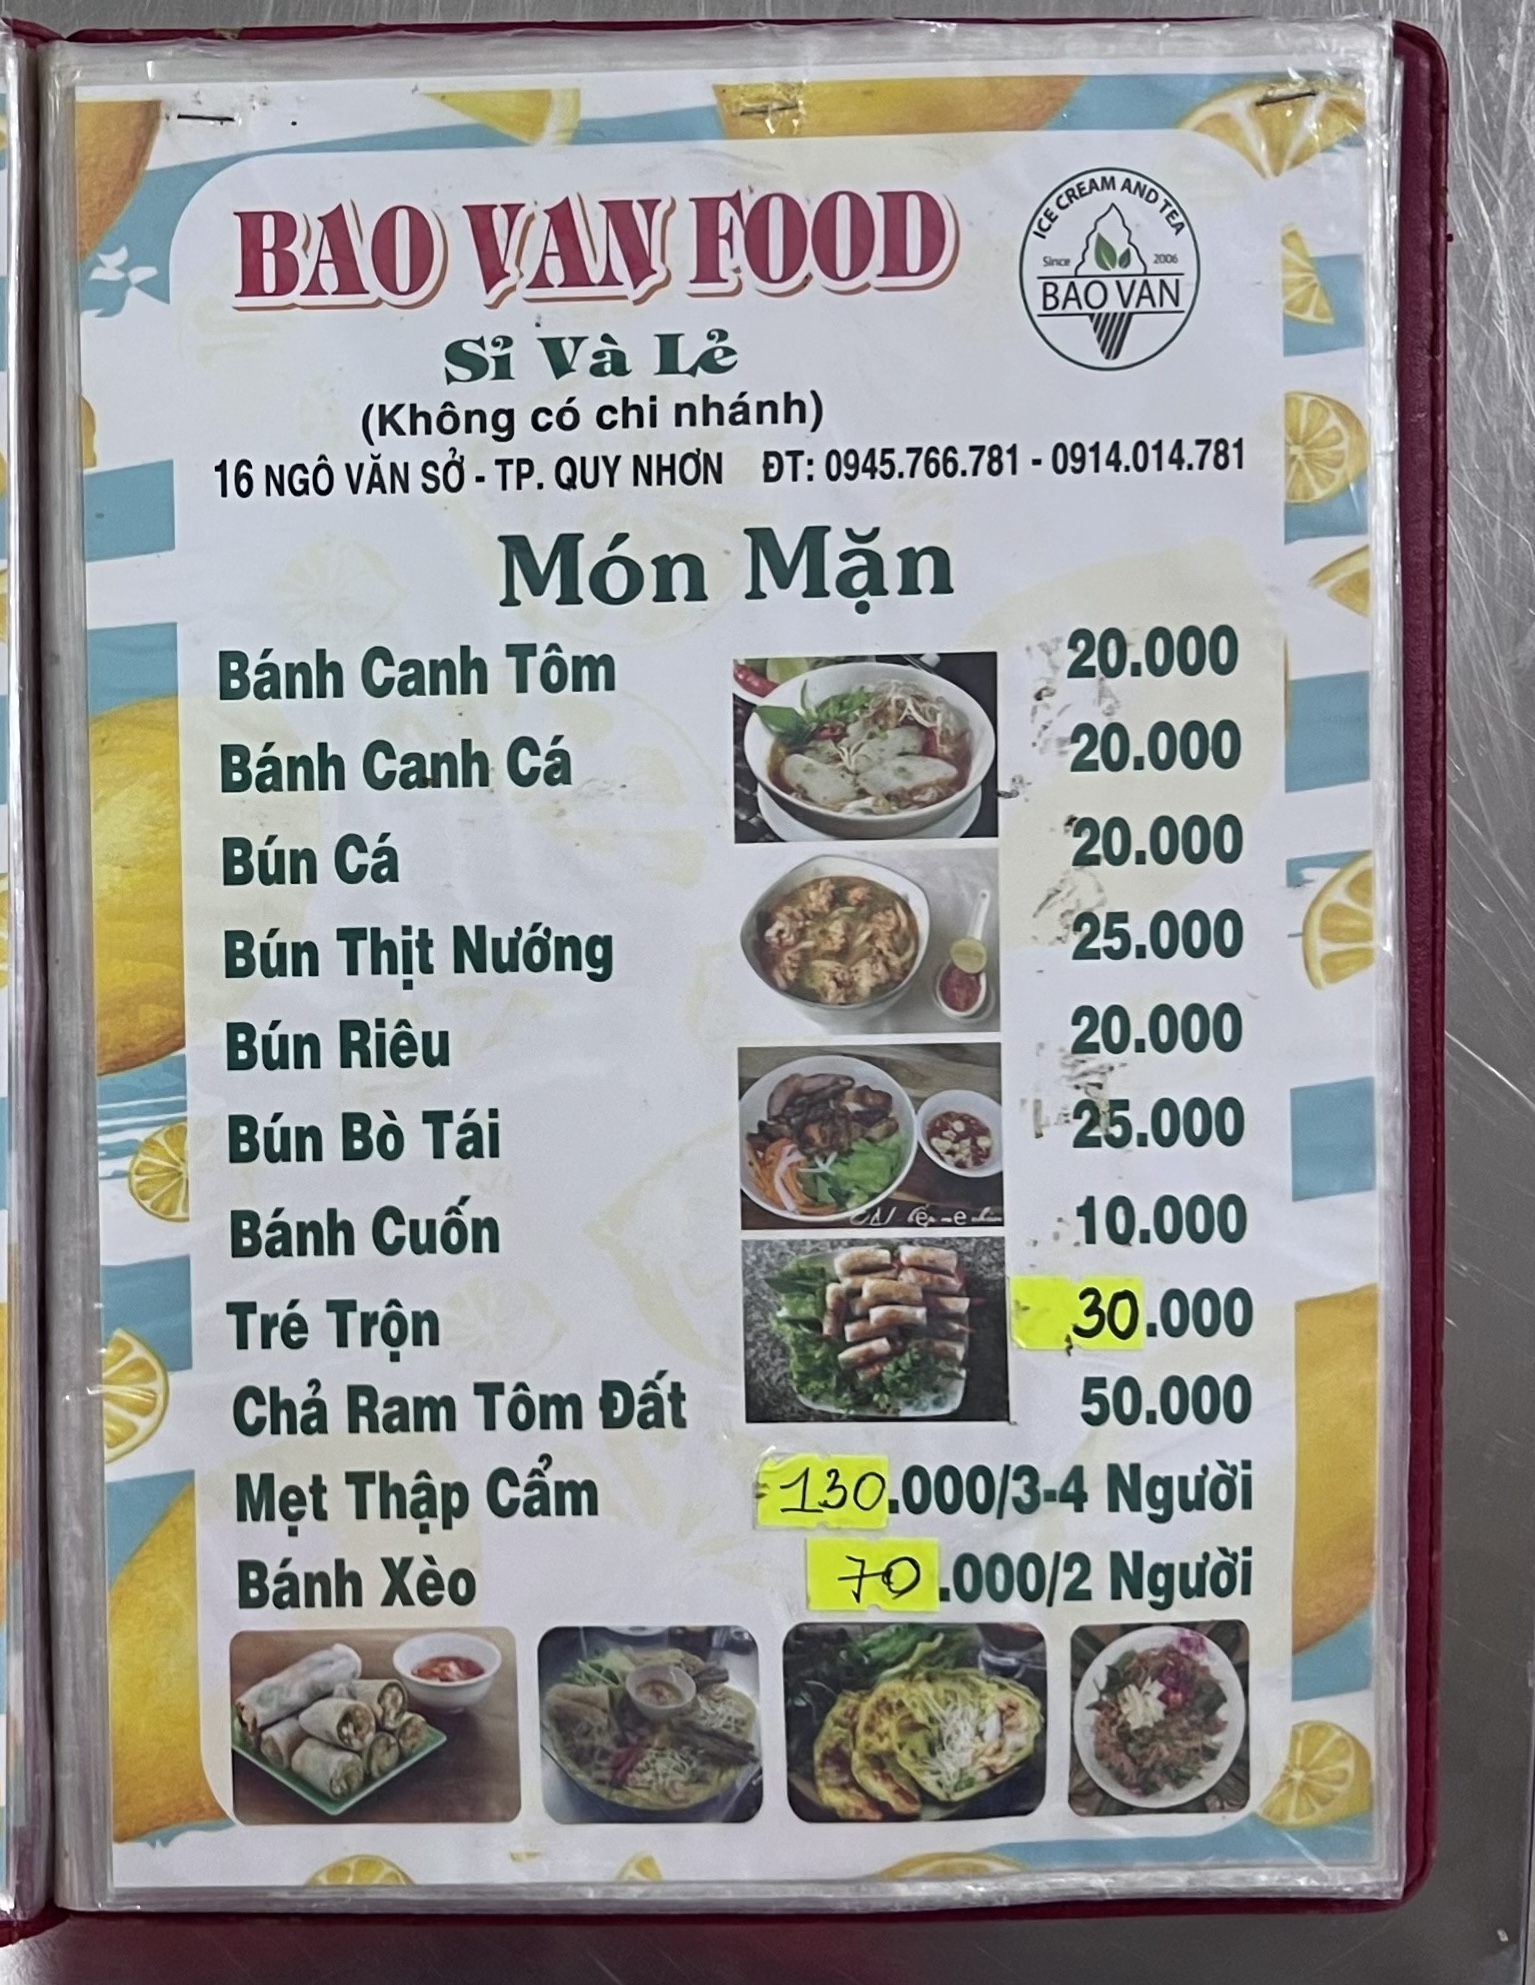 BAO VAN FOOD
ICE CREAM AND TEA
Since 2006
BAO VAN
Sỉ Và Lẻ
(Không có chi nhánh)
16 NGÔ VĂN SỞ - TP. QUY NHƠN ĐT: 0945.766.781 - 0914.014.781
Món Mặn
Bánh Canh Tôm 20.000
Bánh Canh Cá 20.000
Bún Cá 20.000
Bún Thịt Nướng 25.000
Bún Riêu 20.000
Bún Bò Tái 25.000
Bánh Cuốn 10.000
Tré Trộn 30.000
Chả Ram Tôm Đất 50.000
Mẹt Thập Cẩm 130.000/3-4 Người
Bánh Xèo 70.000/2 Người